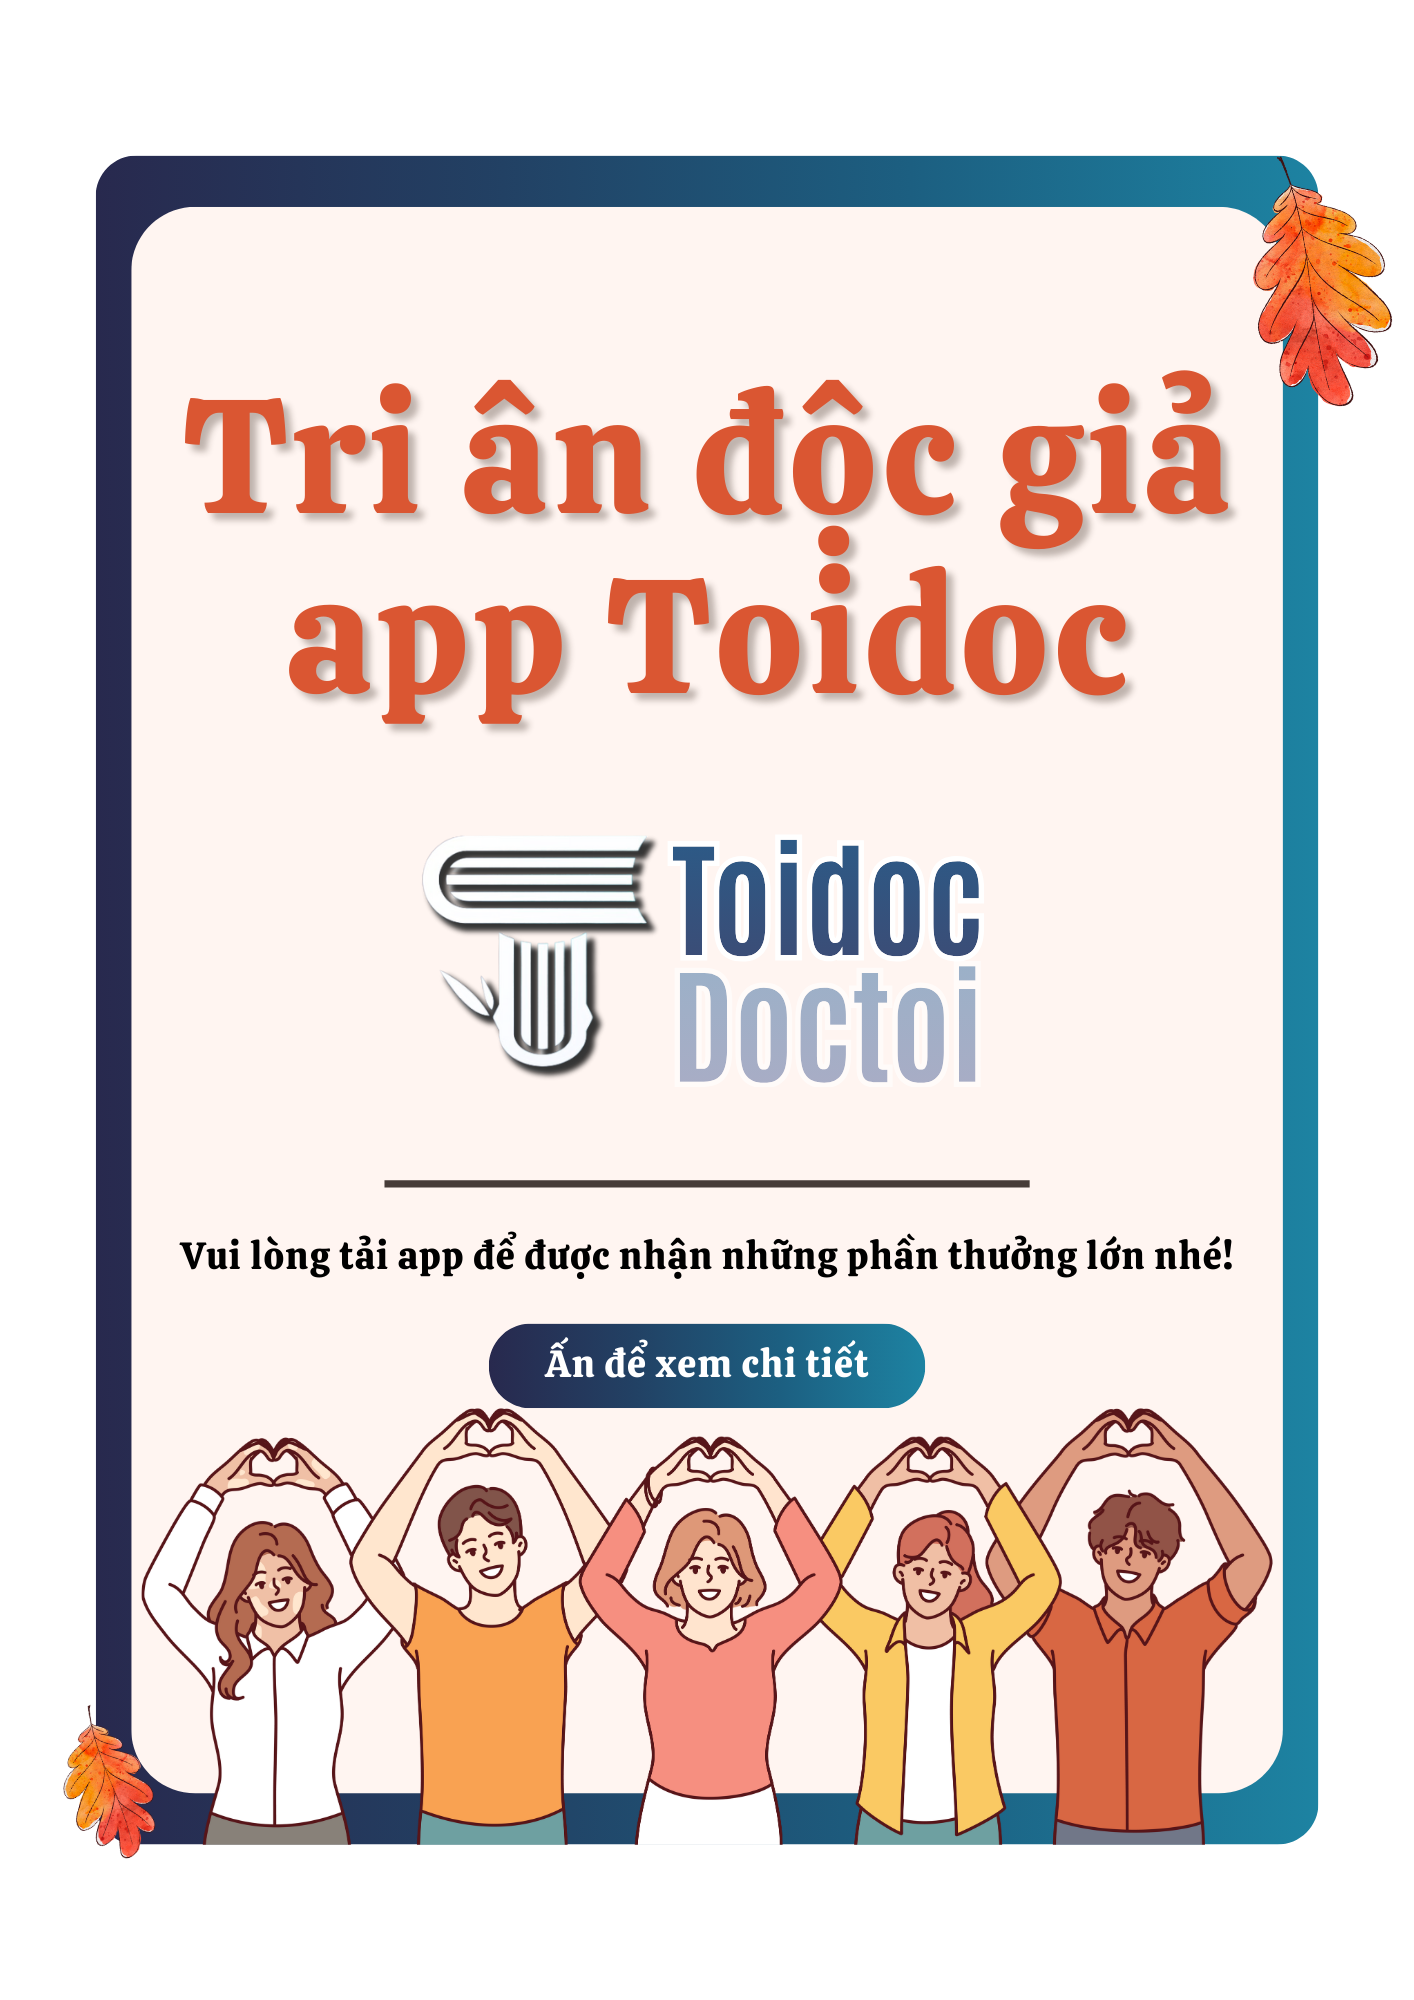 Tri ân độc giả
app Toidoc
Toidoc
Doctoi
Vui lòng tải app để được nhận những phần thưởng lớn nhé!
Ấn để xem chi tiết